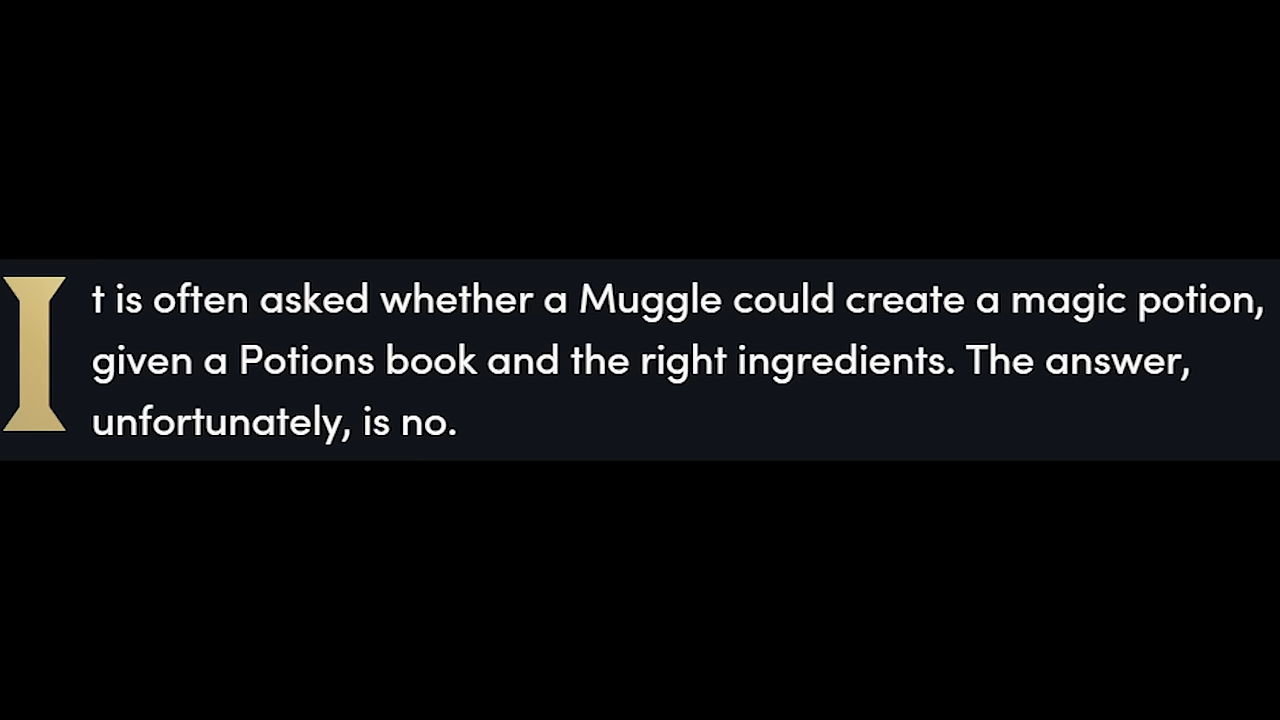 It is often asked whether a Muggle could create a magic potion,
given a Potions book and the right ingredients. The answer,
unfortunately, is no.